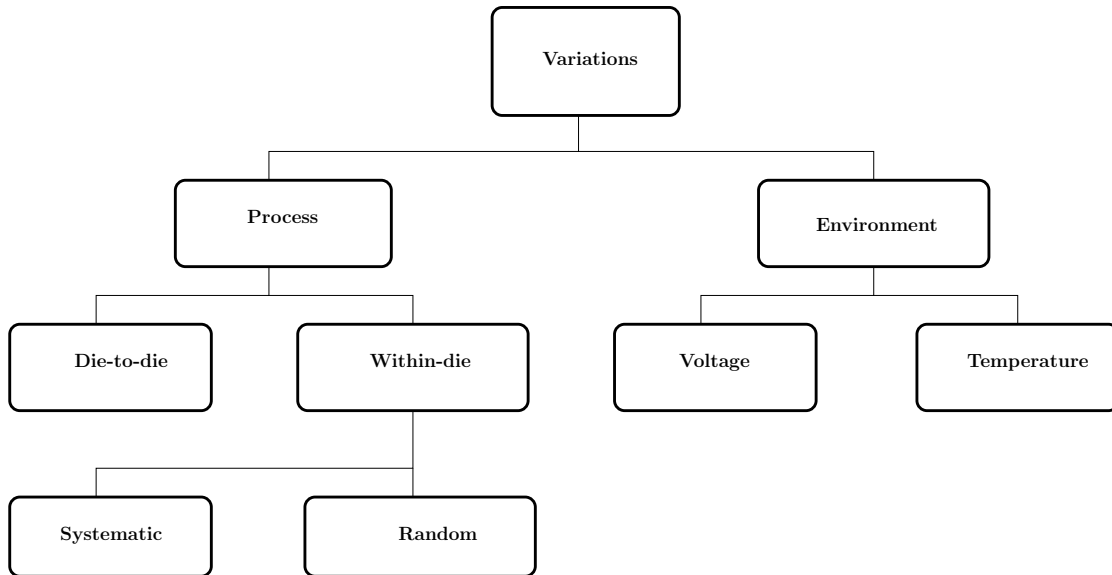 Variations
Process
Environment
Die-to-die
Within-die
Voltage
Temperature
Systematic
Random